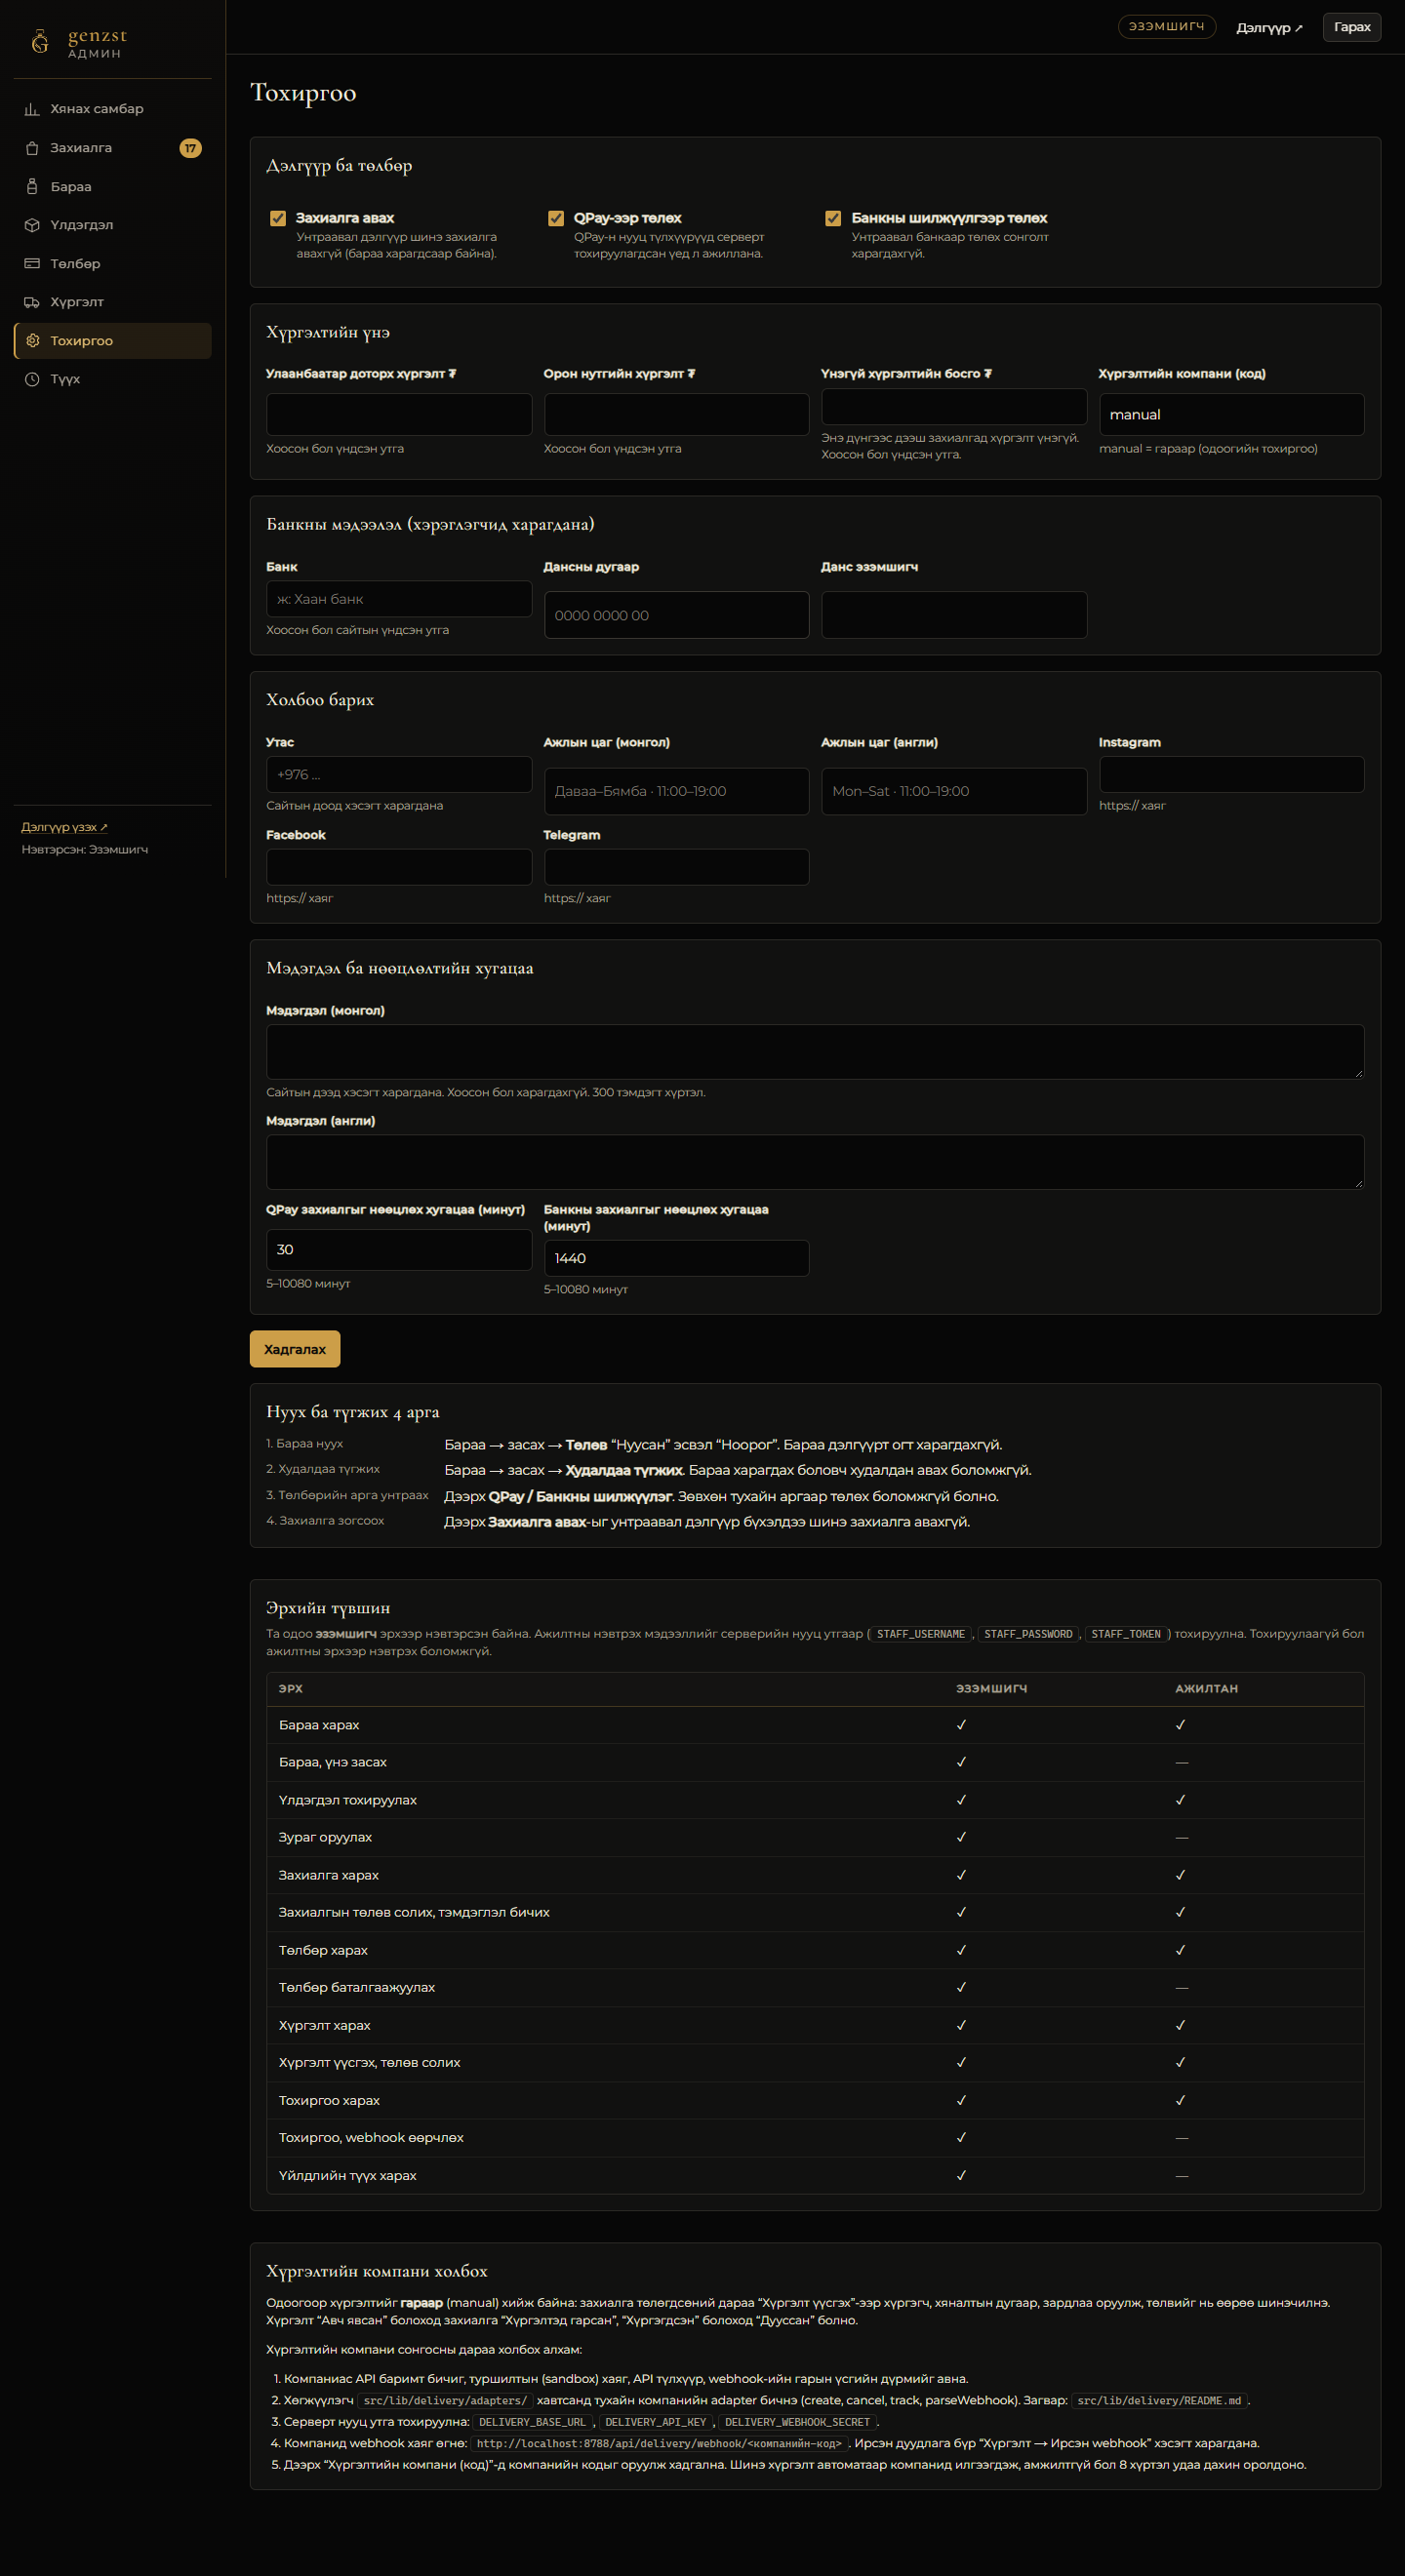 genzst
АДМИН
ЭЗЭМШИГЧ
Дэлгүүр ↗
Гарах
Хянах самбар
Захиалга
17
Бараа
Үлдэгдэл
Төлбөр
Хүргэлт
Тохиргоо
Түүх
Дэлгүүр үзэх ↗
Нэвтэрсэн: Эзэмшигч
Тохиргоо
Дэлгүүр ба төлбөр
Захиалга авах
Унтраавал дэлгүүр шинэ захиалга
авахгүй (бараа харагдсаар байна).
QPay-ээр төлөх
QPay-н нууц түлхүүрүүд серверт
тохируулагдсан үед л ажиллана.
Банкны шилжүүлгээр төлөх
Унтраавал банкаар төлөх сонголт
харагдахгүй.
Хүргэлтийн үнэ
Улаанбаатар доторх хүргэлт ₮
Хоосон бол үндсэн утга
Орон нутгийн хүргэлт ₮
Хоосон бол үндсэн утга
Үнэгүй хүргэлтийн босго ₮
Энэ дүнгээс дээш захиалгад хүргэлт үнэгүй.
Хоосон бол үндсэн утга.
Хүргэлтийн компани (код)
manual
manual = гараар (одоогийн тохиргоо)
Банкны мэдээлэл (хэрэглэгчид харагдана)
Банк
ж: Хаан банк
Хоосон бол сайтын үндсэн утга
Дансны дугаар
0000 0000 00
Данс эзэмшигч
Холбоо барих
Утас
+976 ...
Сайтын доод хэсэгт харагдана
Ажлын цаг (монгол)
Даваа–Бямба · 11:00–19:00
Ажлын цаг (англи)
Mon–Sat · 11:00–19:00
Instagram
https:// хаяг
Facebook
https:// хаяг
Telegram
https:// хаяг
Мэдэгдэл ба нөөцлөлтийн хугацаа
Мэдэгдэл (монгол)
Сайтын дээд хэсэгт харагдана. Хоосон бол харагдахгүй. 300 тэмдэгт хүртэл.
Мэдэгдэл (англи)
QPay захиалгыг нөөцлөх хугацаа (минут)
30
5–10080 минут
Банкны захиалгыг нөөцлөх хугацаа
(минут)
1440
5–10080 минут
Хадгалах
Нуух ба түгжих 4 арга
1. Бараа нуух
Бараа → засах → Төлөв “Нуусан” эсвэл “Ноорог”. Бараа дэлгүүрт огт харагдахгүй.
2. Худалдаа түгжих
Бараа → засах → Худалдаа түгжих. Бараа харагдах боловч худалдан авах боломжгүй.
3. Төлбөрийн арга унтраах
Дээрх QPay / Банкны шилжүүлэг. Зөвхөн тухайн аргаар төлөх боломжгүй болно.
4. Захиалга зогсоох
Дээрх Захиалга авах-ыг унтраавал дэлгүүр бүхэлдээ шинэ захиалга авахгүй.
Эрхийн түвшин
Та одоо эзэмшигч эрхээр нэвтэрсэн байна. Ажилтны нэвтрэх мэдээллийг серверийн нууц утгаар ( STAFF_USERNAME , STAFF_PASSWORD , STAFF_TOKEN ) тохируулна. Тохируулаагүй бол
ажилтны эрхээр нэвтрэх боломжгүй.
ЭРХ ЭЗЭМШИГЧ АЖИЛТАН
Бараа харах ✓ ✓
Бараа, үнэ засах ✓ —
Үлдэгдэл тохируулах ✓ ✓
Зураг оруулах ✓ —
Захиалга харах ✓ ✓
Захиалгын төлөв солих, тэмдэглэл бичих ✓ ✓
Төлбөр харах ✓ ✓
Төлбөр баталгаажуулах ✓ —
Хүргэлт харах ✓ ✓
Хүргэлт үүсгэх, төлөв солих ✓ ✓
Тохиргоо харах ✓ ✓
Тохиргоо, webhook өөрчлөх ✓ —
Үйлдлийн түүх харах ✓ —
Хүргэлтийн компани холбох
Одоогоор хүргэлтийг гараар (manual) хийж байна: захиалга төлөгдсөний дараа “Хүргэлт үүсгэх”-ээр хүргэгч, хяналтын дугаар, зардлаа оруулж, төлвийг нь өөрөө шинэчилнэ.
Хүргэлт “Авч явсан” болоход захиалга “Хүргэлтэд гарсан”, “Хүргэгдсэн” болоход “Дууссан” болно.
Хүргэлтийн компани сонгосны дараа холбох алхам:
1. Компаниас API баримт бичиг, туршилтын (sandbox) хаяг, API түлхүүр, webhook-ийн гарын үсгийн дүрмийг авна.
2. Хөгжүүлэгч src/lib/delivery/adapters/ хавтсанд тухайн компанийн adapter бичнэ (create, cancel, track, parseWebhook). Загвар: src/lib/delivery/README.md .
3. Серверт нууц утга тохируулна: DELIVERY_BASE_URL , DELIVERY_API_KEY , DELIVERY_WEBHOOK_SECRET .
4. Компанид webhook хаяг өгнө: http://localhost:8788/api/delivery/webhook/<компанийн-код> . Ирсэн дуудлага бүр “Хүргэлт → Ирсэн webhook” хэсэгт харагдана.
5. Дээрх “Хүргэлтийн компани (код)”-д компанийн кодыг оруулж хадгална. Шинэ хүргэлт автоматаар компанид илгээгдэж, амжилтгүй бол 8 хүртэл удаа дахин оролдоно.